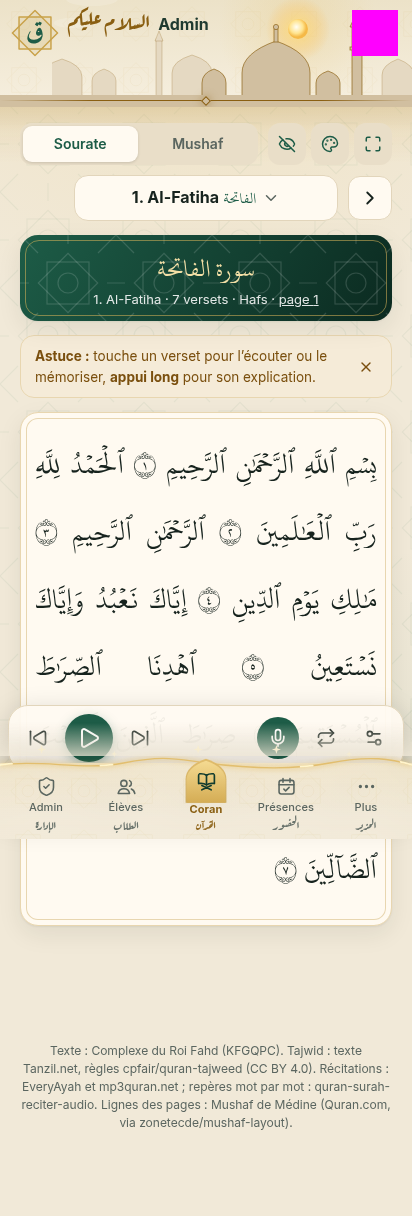 ق السلام عليكم Admin
Sourate Mushaf
1. Al-Fatiha الفاتحة
سورة الفاتحة
1. Al-Fatiha · 7 versets · Hafs · page 1
Astuce : touche un verset pour l’écouter ou le
mémoriser, appui long pour son explication.
بِسْمِ ٱللَّهِ ٱلرَّحْمَٰنِ ٱلرَّحِيمِ ١ ٱلْحَمْدُ لِلَّهِ
رَبِّ ٱلْعَٰلَمِينَ ٢ ٱلرَّحْمَٰنِ ٱلرَّحِيمِ ٣
مَٰلِكِ يَوْمِ ٱلدِّينِ ٤ إِيَّاكَ نَعْبُدُ وَإِيَّاكَ
نَسْتَعِينُ ٥ ٱهْدِنَا ٱلصِّرَٰطَ
Admin Élèves Coran Présences Plus
الإدارة الطلاب القرآن الحضور المزيد
ٱلضَّآلِّينَ ٧
Texte : Complexe du Roi Fahd (KFGQPC). Tajwid : texte
Tanzil.net, règles cpfair/quran-tajweed (CC BY 4.0). Récitations :
EveryAyah et mp3quran.net ; repères mot par mot : quran-surah-
reciter-audio. Lignes des pages : Mushaf de Médine (Quran.com,
via zonetecde/mushaf-layout).